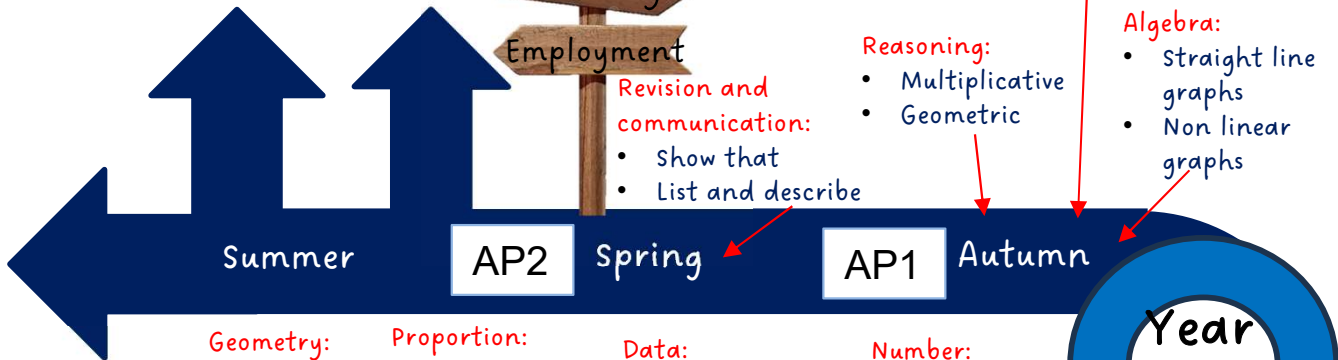 Employment
Revision and
communication:
• Show that
• List and describe
Reasoning:
• Multiplicative
• Geometric
Algebra:
• Straight line
graphs
• Non linear
graphs
Summer
AP2
Spring
AP1
Autumn
Geometry:
Proportion:
Data:
Number:
Year